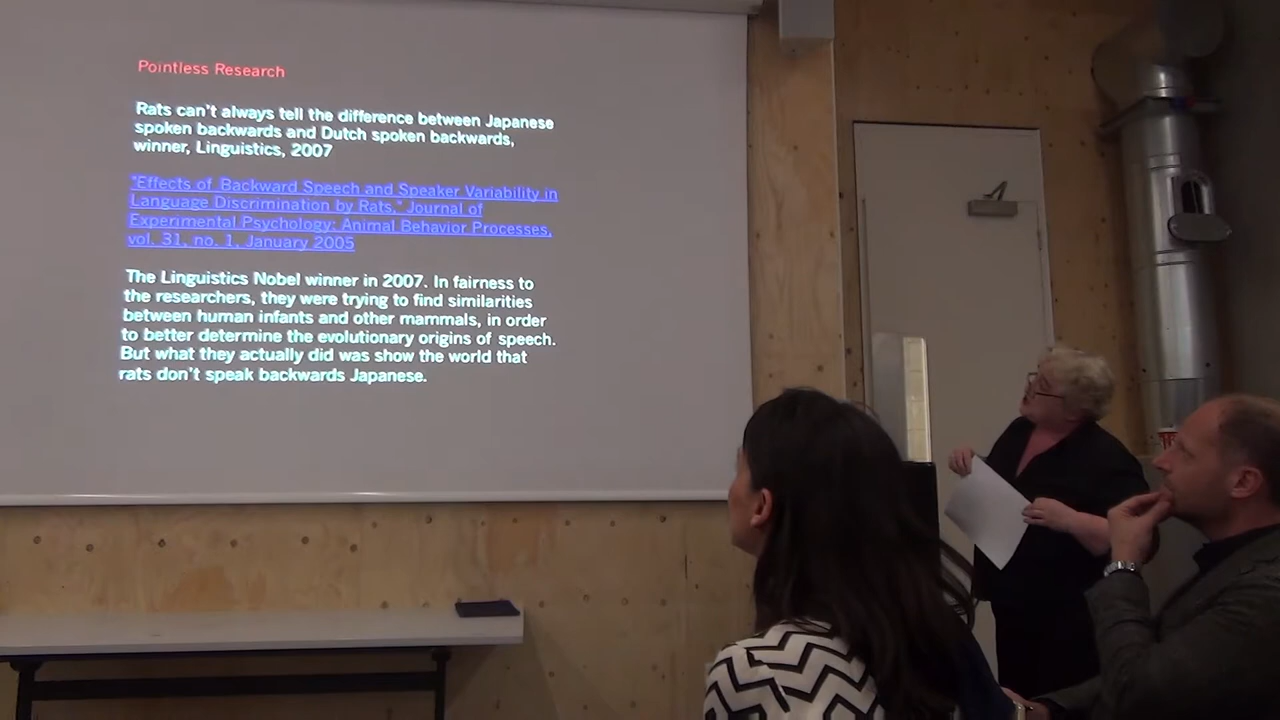 Pointless Research
Rats can't always tell the difference between Japanese
spoken backwards and Dutch spoken backwards,
winner, Linguistics, 2007
"Effects of Backward Speech and Speaker Variability in
Language Discrimination by Rats," Journal of
Experimental Psychology: Animal Behavior Processes,
vol. 31, no. 1, January 2005
The Linguistics Nobel winner in 2007. In fairness to
the researchers, they were trying to find similarities
between human infants and other mammals, in order
to better determine the evolutionary origins of speech.
But what they actually did was show the world that
rats don't speak backwards Japanese.